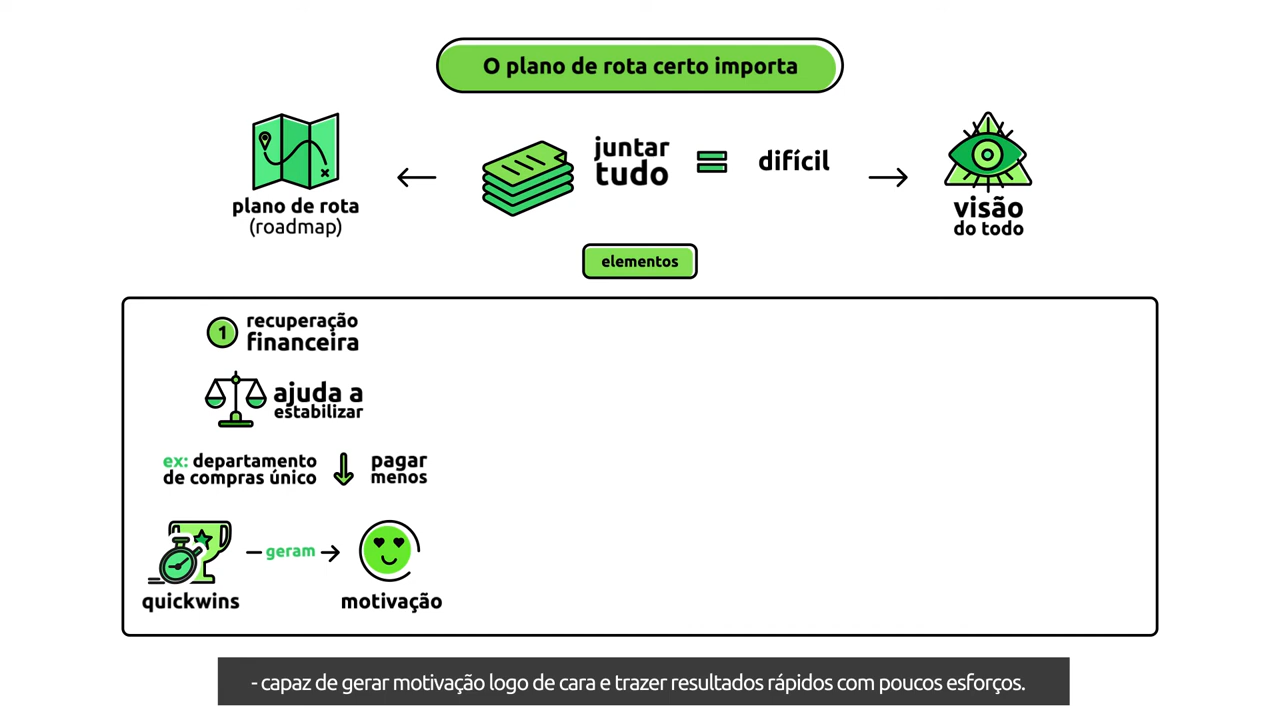 O plano de rota certo importa
plano de rota
(roadmap)
juntar
tudo
difícil
visão
do todo
elementos
1
recuperação
financeira
ajuda a
estabilizar
ex: departamento
de compras único
pagar
menos
geram
quickwins
motivação
- capaz de gerar motivação logo de cara e trazer resultados rápidos com poucos esforços.